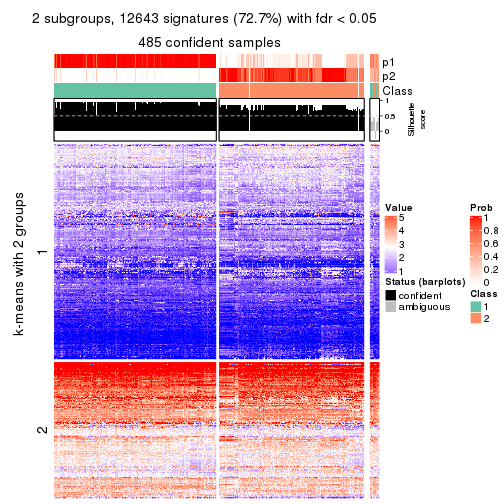 2 subgroups, 12643 signatures (72.7%) with fdr < 0.05
485 confident samples
p1
p2
Class
1
0.5
0
Silhouette
score
k-means with 2 groups
1
2
Value
5
4
3
2
1
Status (barplots)
confident
ambiguous
Prob
1
0.8
0.6
0.4
0.2
0
Class
1
2